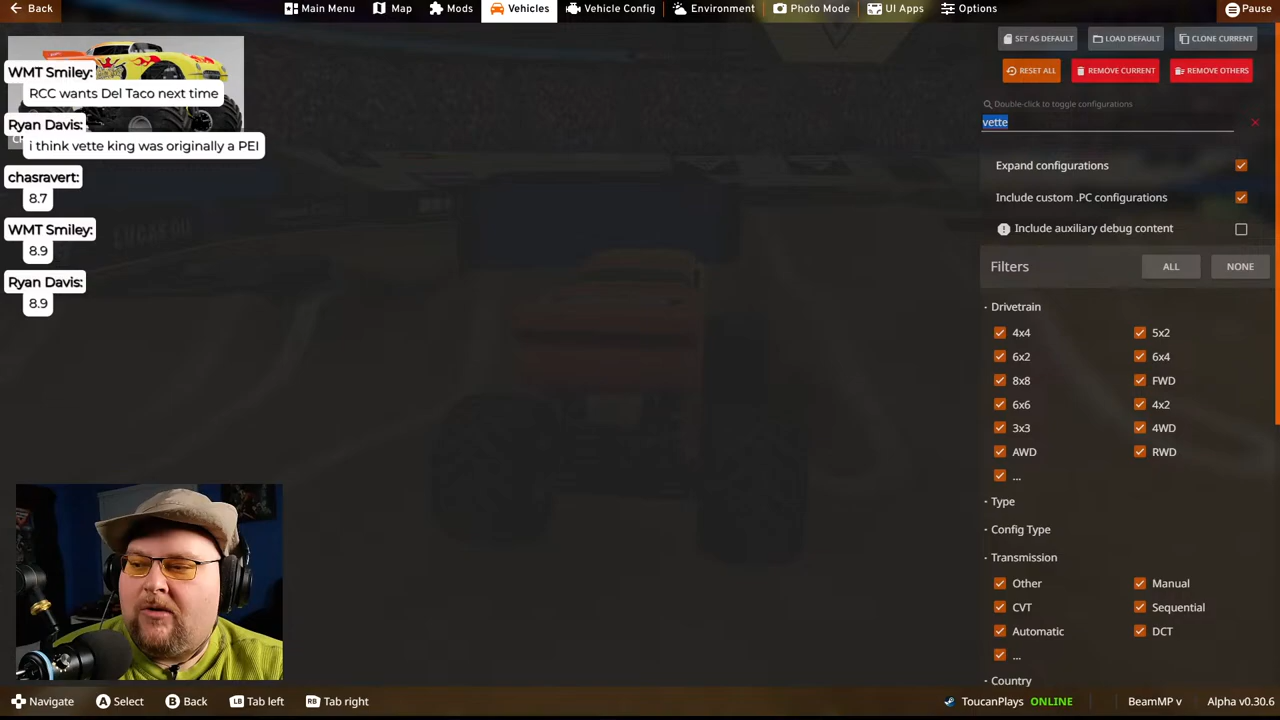 Back
Main Menu
Map
Mods
Vehicles
Vehicle Config
Environment
Photo Mode
UI Apps
Options
Pause
WMT Smiley:
RCC wants Del Taco next time
Ryan Davis:
i think vette king was originally a PEI
chasravert:
8.7
WMT Smiley:
8.9
Ryan Davis:
8.9
SET AS DEFAULT
LOAD DEFAULT
CLONE CURRENT
RESET ALL
REMOVE CURRENT
REMOVE OTHERS
Double-click to toggle configurations
vette
Expand configurations
Include custom .PC configurations
Include auxiliary debug content
Filters
ALL
NONE
- Drivetrain
4x4
5x2
6x2
6x4
8x8
FWD
6x6
4x2
3x3
4WD
AWD
RWD
...
- Type
- Config Type
- Transmission
Other
Manual
CVT
Sequential
Automatic
DCT
...
- Country
Navigate
A Select
B Back
LB Tab left
RB Tab right
ToucanPlays ONLINE
BeamMP v
Alpha v0.30.6